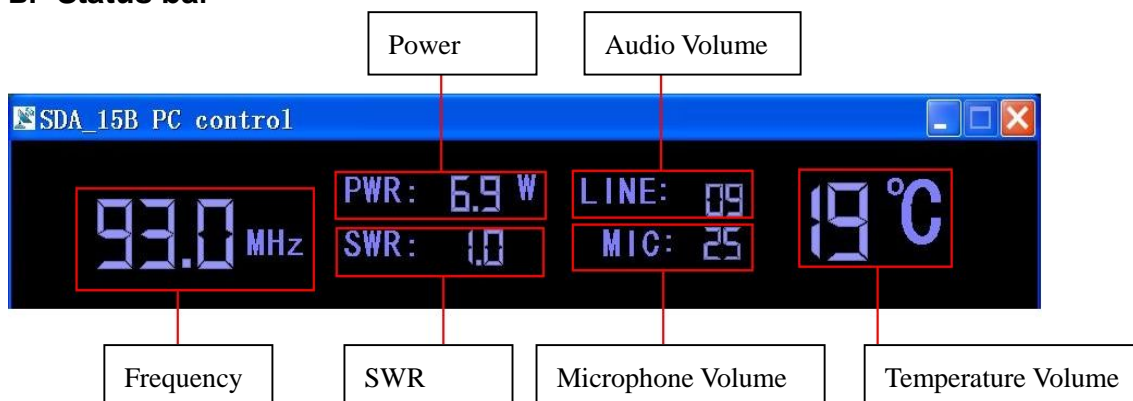 B. Status bar
Power
Audio Volume
SDA_15B PC control
93.0 MHz
PWR: 6.9 W
SWR: 1.0
LINE: 09
MIC: 25
19 ℃
Frequency
SWR
Microphone Volume
Temperature Volume